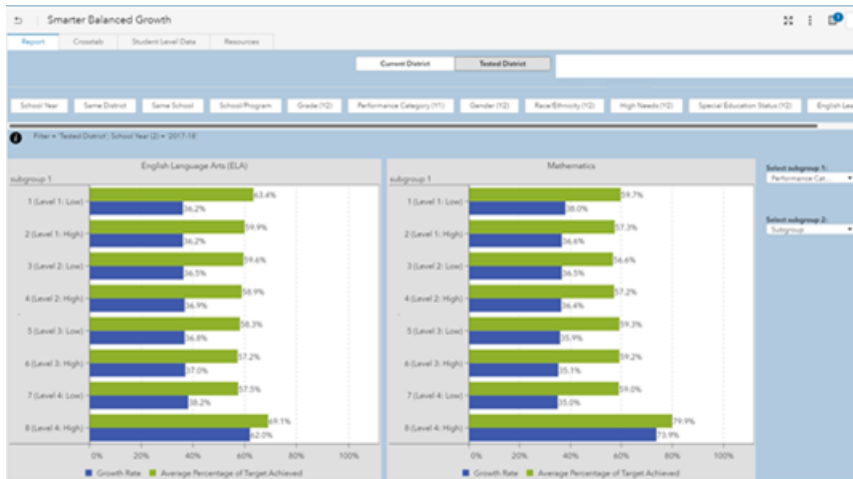 Smarter Balanced Growth
Report Crosstab Student Level Data Resources
Current District Tested District
School Year Same District Same School School/Program Grade (Y2) Performance Category (Y1) Gender (Y2) Race/Ethnicity (Y2) High Needs (Y2) Special Education Status (Y2) English Lea
Filter = 'Tested District'; School Year (2) = '2017-18'
English Language Arts (ELA)
subgroup 1
1 (Level 1: Low) 63.4%
36.2%
2 (Level 1: High) 59.9%
36.2%
3 (Level 2: Low) 59.6%
36.5%
4 (Level 2: High) 58.9%
36.9%
5 (Level 3: Low) 58.3%
36.8%
6 (Level 3: High) 57.2%
37.0%
7 (Level 4: Low) 57.5%
38.2%
8 (Level 4: High) 69.1%
62.0%
0% 20% 40% 60% 80% 100%
Growth Rate Average Percentage of Target Achieved
Mathematics
subgroup 1
1 (Level 1: Low) 59.7%
38.0%
2 (Level 1: High) 57.3%
36.6%
3 (Level 2: Low) 56.6%
36.5%
4 (Level 2: High) 57.2%
36.4%
5 (Level 3: Low) 59.3%
35.9%
6 (Level 3: High) 59.2%
35.1%
7 (Level 4: Low) 59.0%
35.0%
8 (Level 4: High) 79.9%
73.9%
0% 20% 40% 60% 80% 100%
Growth Rate Average Percentage of Target Achieved
Select subgroup 1:
Performance Cat...
Select subgroup 2:
Subgroup